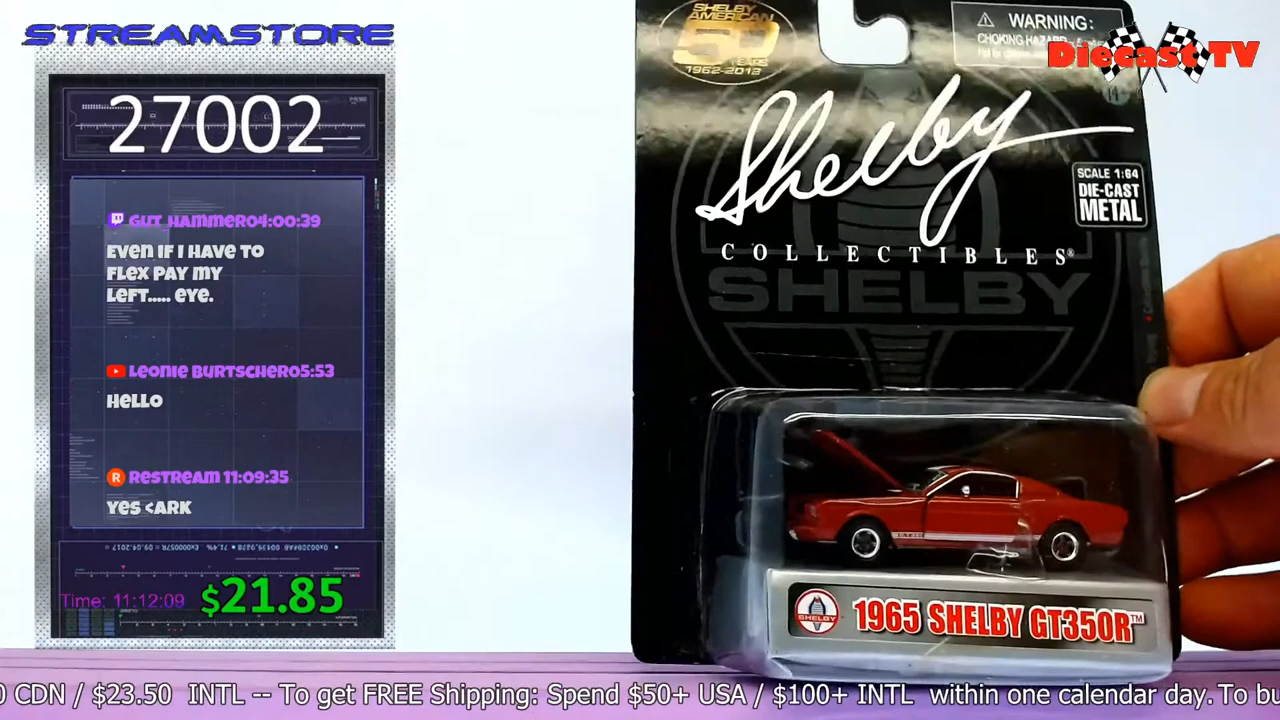 STREAMSTORE
27002
Gut_Hammer04:00:39
Even if I have to
flex pay my
left..... eye.
Leonie Burtscher05:53
Hello
Restream 11:09:35
Yes <ARK
Time: 11:12:09
$21.85
SHELBY AMERICAN
50
YEARS
1962-2012
WARNING:
CHOKING HAZARD
Diecast TV
Shelby
COLLECTIBLES®
SCALE 1:64
DIE-CAST
METAL
SHELBY
SHELBY
1965 SHELBY GT350R™
0 CDN / $23.50 INTL -- To get FREE Shipping: Spend $50+ USA / $100+ INTL within one calendar day. To bu